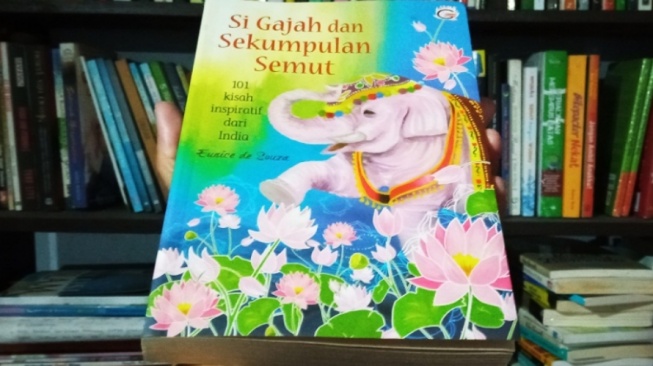 Si Gajah dan
Sekumpulan
Semut
101
kisah
inspiratif
dari
India
Eunice de Souza